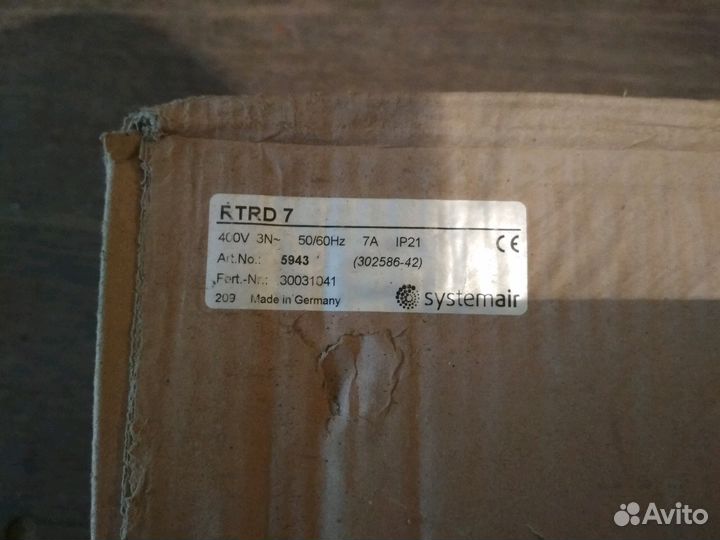 RTRD 7
400V 3N~ 50/60Hz 7A IP21 CE
Art.No.: 5943 (302586-42)
Fert.-Nr.: 30031041
209 Made in Germany systemair
Avito